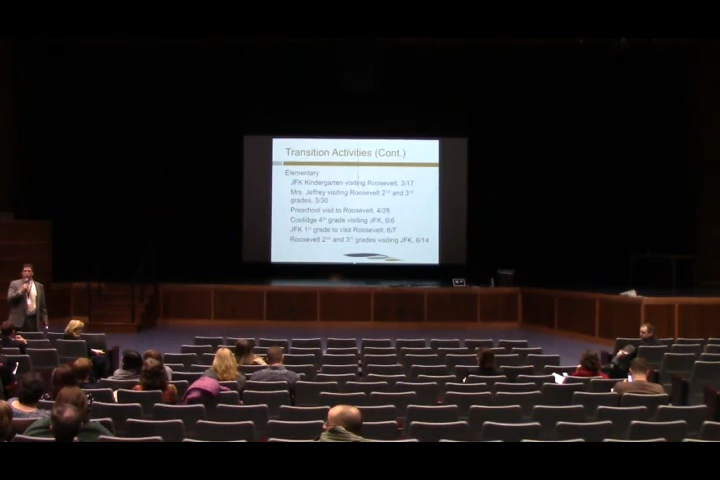 Transition Activities (Cont.)
Elementary
JFK Kindergarten visiting Roosevelt, 3/17
Mrs. Jeffrey visiting Roosevelt 2nd and 3rd
grades, 3/30
Preschool visit to Roosevelt, 4/28
Coolidge 4th grade visiting JFK, 6/6
JFK 1st grade to visit Roosevelt, 6/7
Roosevelt 2nd and 3rd grades visiting JFK, 6/14